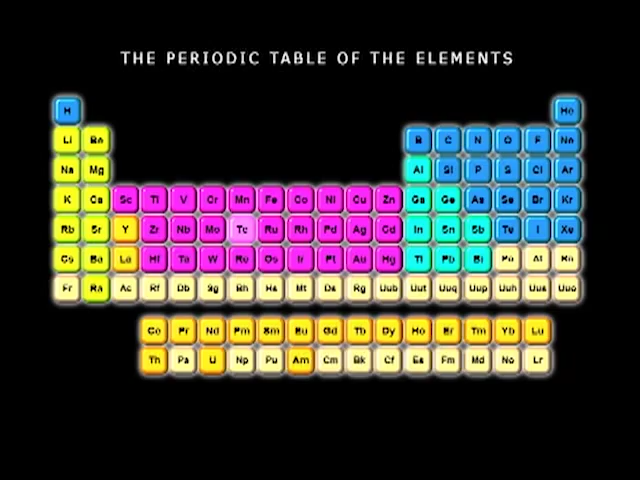 THE PERIODIC TABLE OF THE ELEMENTS
H He
Li Be B C N O F Ne
Na Mg Al Si P S Cl Ar
K Ca Sc Ti V Cr Mn Fe Co Ni Cu Zn Ga Ge As Se Br Kr
Rb Sr Y Zr Nb Mo Tc Ru Rh Pd Ag Cd In Sn Sb Te I Xe
Cs Ba La Hf Ta W Re Os Ir Pt Au Hg Tl Pb Bi Po At Rn
Fr Ra Ac Rf Db Sg Bh Hs Mt Ds Rg Uub Uut Uuq Uup Uuh Uus Uuo
Ce Pr Nd Pm Sm Eu Gd Tb Dy Ho Er Tm Yb Lu
Th Pa U Np Pu Am Cm Bk Cf Es Fm Md No Lr